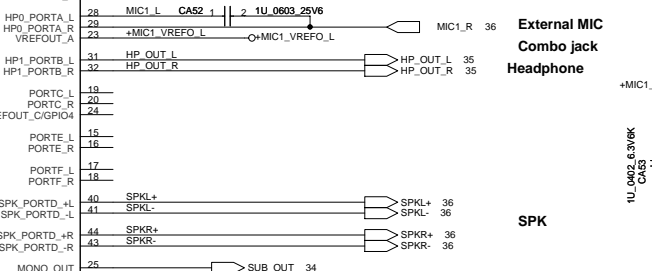 HP0_PORTA_L 28 MIC1_L CA52 1 2 1U_0603_25V6
HP0_PORTA_R 29 MIC1_R 36 External MIC
VREFOUT_A 23 +MIC1_VREFO_L +MIC1_VREFO_L Combo jack
HP1_PORTB_L 31 HP_OUT_L HP_OUT_L 35
HP1_PORTB_R 32 HP_OUT_R HP_OUT_R 35 Headphone
+MIC1_
PORTC_L 19
PORTC_R 20
EFOUT_C/GPIO4 24
PORTE_L 15
PORTE_R 16
PORTF_L 17
PORTF_R 18
1U_0402_6.3V6K
CA53
SPK_PORTD_+L 40 SPKL+ SPKL+ 36
SPK_PORTD_-L 41 SPKL- SPKL- 36
SPK
SPK_PORTD_+R 44 SPKR+ SPKR+ 36
SPK_PORTD_-R 43 SPKR- SPKR- 36
MONO_OUT 25 SUB_OUT 34